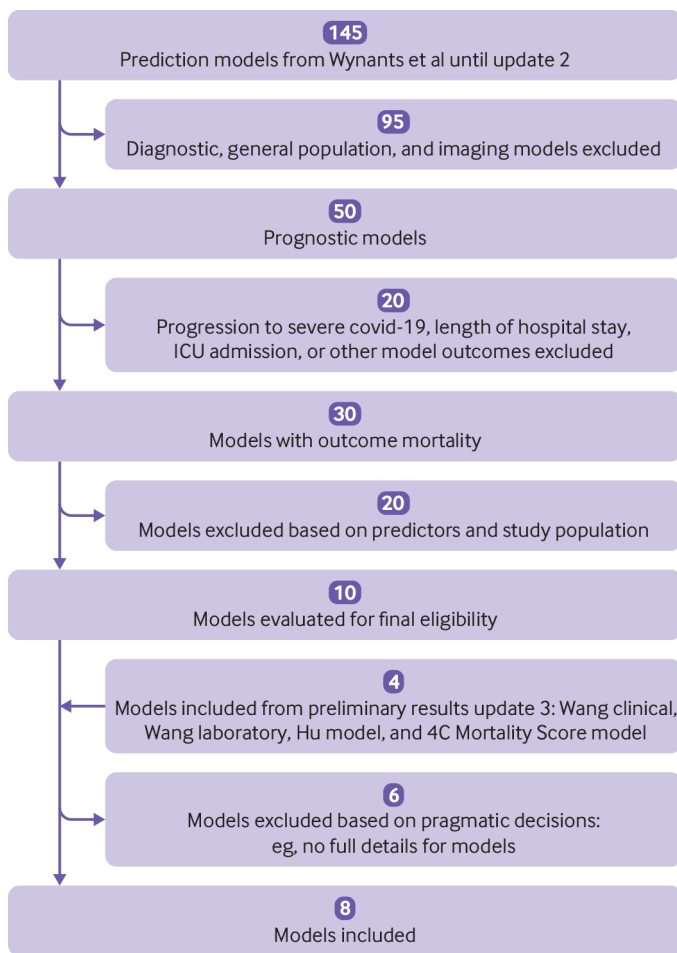 145
Prediction models from Wynants et al until update 2
95
Diagnostic, general population, and imaging models excluded
50
Prognostic models
20
Progression to severe covid-19, length of hospital stay,
ICU admission, or other model outcomes excluded
30
Models with outcome mortality
20
Models excluded based on predictors and study population
10
Models evaluated for final eligibility
4
Models included from preliminary results update 3: Wang clinical,
Wang laboratory, Hu model, and 4C Mortality Score model
6
Models excluded based on pragmatic decisions:
eg, no full details for models
8
Models included